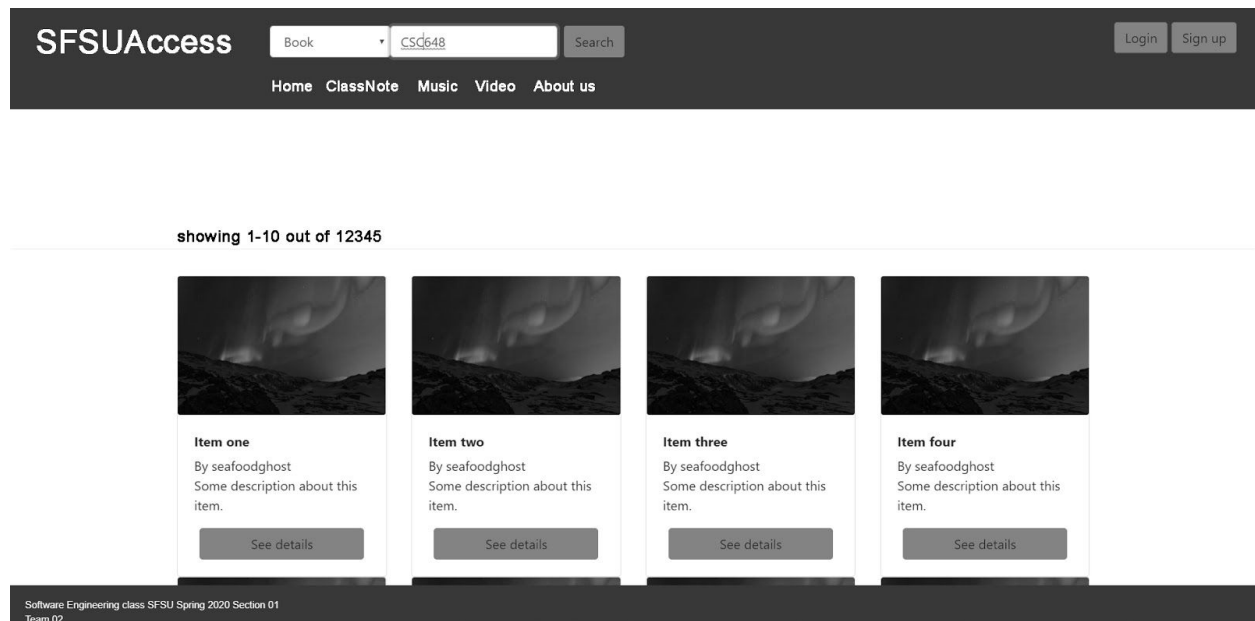 SFSUAccess
Book
CSC648
Search
Login
Sign up
Home
ClassNote
Music
Video
About us
showing 1-10 out of 12345
Item one
By seafoodghost
Some description about this
item.
See details
Item two
By seafoodghost
Some description about this
item.
See details
Item three
By seafoodghost
Some description about this
item.
See details
Item four
By seafoodghost
Some description about this
item.
See details
Software Engineering class SFSU Spring 2020 Section 01
Team 02